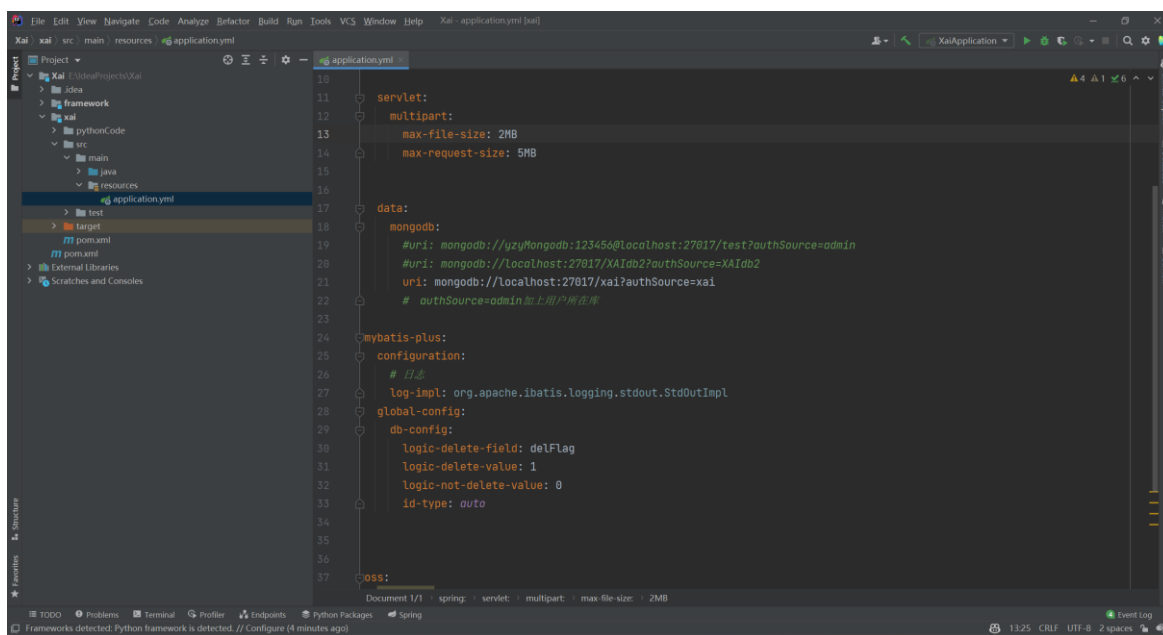 File Edit View Navigate Code Analyze Refactor Build Run Tools VCS Window Help Xai - application.yml [xai]
Xai xai src main resources application.yml XaiApplication
Project application.yml
Xai E:\IdeaProjects\Xai
.idea
framework
xai
pythonCode
src
main
java
resources
application.yml
test
target
pom.xml
pom.xml
External Libraries
Scratches and Consoles
4 1 6
10
11 servlet:
12 multipart:
13 max-file-size: 2MB
14 max-request-size: 5MB
15
16
17 data:
18 mongodb:
19 #uri: mongodb://yzyMongodb:123456@localhost:27017/test?authSource=admin
20 #uri: mongodb://localhost:27017/XAIdb2?authSource=XAIdb2
21 uri: mongodb://localhost:27017/xai?authSource=xai
22 # authSource=admin加上用户所在库
23
24 mybatis-plus:
25 configuration:
26 # 日志
27 log-impl: org.apache.ibatis.logging.stdout.StdOutImpl
28 global-config:
29 db-config:
30 logic-delete-field: delFlag
31 logic-delete-value: 1
32 logic-not-delete-value: 0
33 id-type: auto
34
35
36
37 oss:
Document 1/1 spring: servlet: multipart: max-file-size: 2MB
Project
Structure
Favorites
TODO Problems Terminal Profiler Endpoints Python Packages Spring 4 Event Log
Frameworks detected: Python framework is detected. // Configure (4 minutes ago) 13:25 CRLF UTF-8 2 spaces